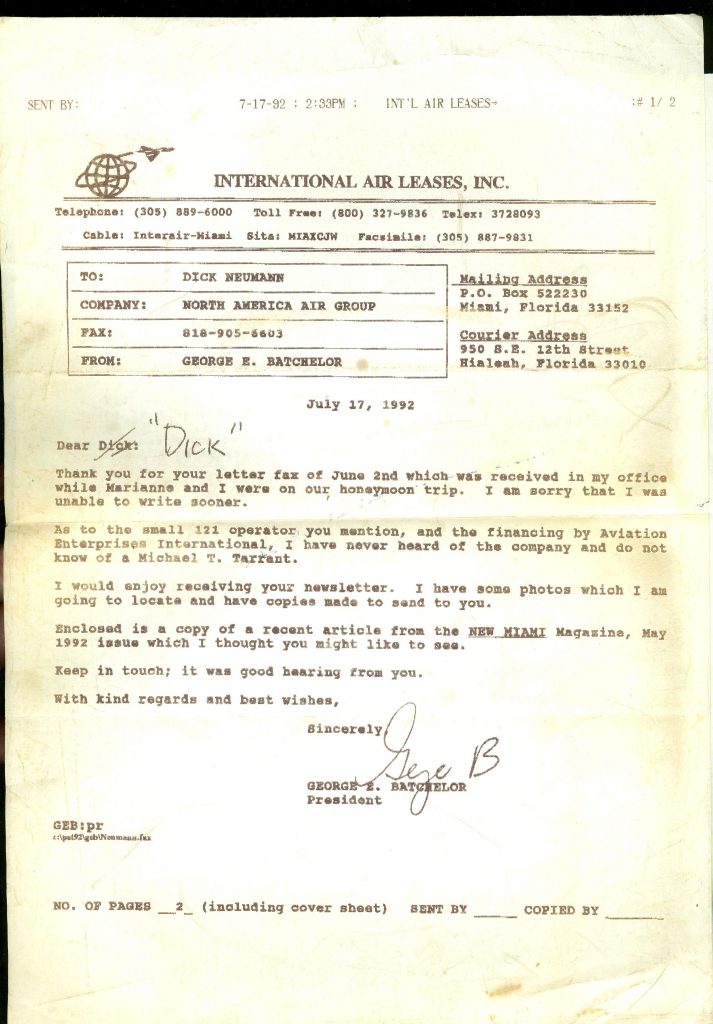 SENT BY: 7-17-92 : 2:33PM : INT'L AIR LEASES→ :# 1/ 2
INTERNATIONAL AIR LEASES, INC.
Telephone: (305) 889-6000 Toll Free: (800) 327-9836 Telex: 3728093
Cable: Interair-Miami Sita: MIAXCJW Facsimile: (305) 887-9831
TO: DICK NEUMANN
COMPANY: NORTH AMERICA AIR GROUP
FAX: 818-905-6603
FROM: GEORGE E. BATCHELOR
Mailing Address
P.O. Box 522230
Miami, Florida 33152
Courier Address
950 S.E. 12th Street
Hialeah, Florida 33010
July 17, 1992
Dear Dick: "DICK"
Thank you for your letter fax of June 2nd which was received in my office
while Marianne and I were on our honeymoon trip. I am sorry that I was
unable to write sooner.
As to the small 121 operator you mention, and the financing by Aviation
Enterprises International, I have never heard of the company and do not
know of a Michael T. Tarrant.
I would enjoy receiving your newsletter. I have some photos which I am
going to locate and have copies made to send to you.
Enclosed is a copy of a recent article from the NEW MIAMI Magazine, May
1992 issue which I thought you might like to see.
Keep in touch; it was good hearing from you.
With kind regards and best wishes,
Sincerely,
George B
GEORGE E. BATCHELOR
President
GEB:pr
NO. OF PAGES 2 (including cover sheet) SENT BY _____ COPIED BY _______